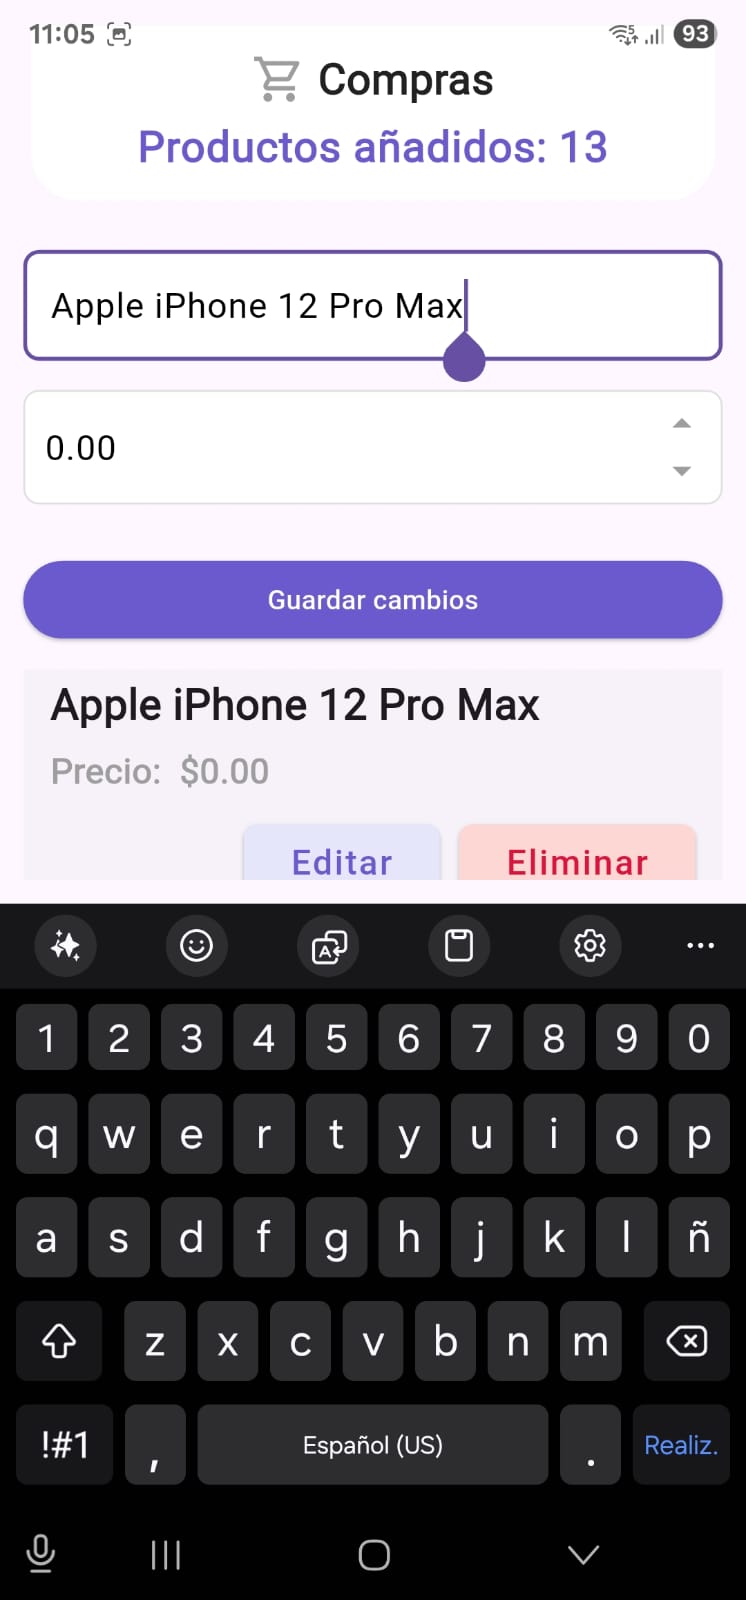 11:05 93
Compras
Productos añadidos: 13
Apple iPhone 12 Pro Max
0.00
Guardar cambios
Apple iPhone 12 Pro Max
Precio: $0.00
Editar Eliminar
1 2 3 4 5 6 7 8 9 0
q w e r t y u i o p
a s d f g h j k l ñ
z x c v b n m
!#1 , Español (US) . Realiz.